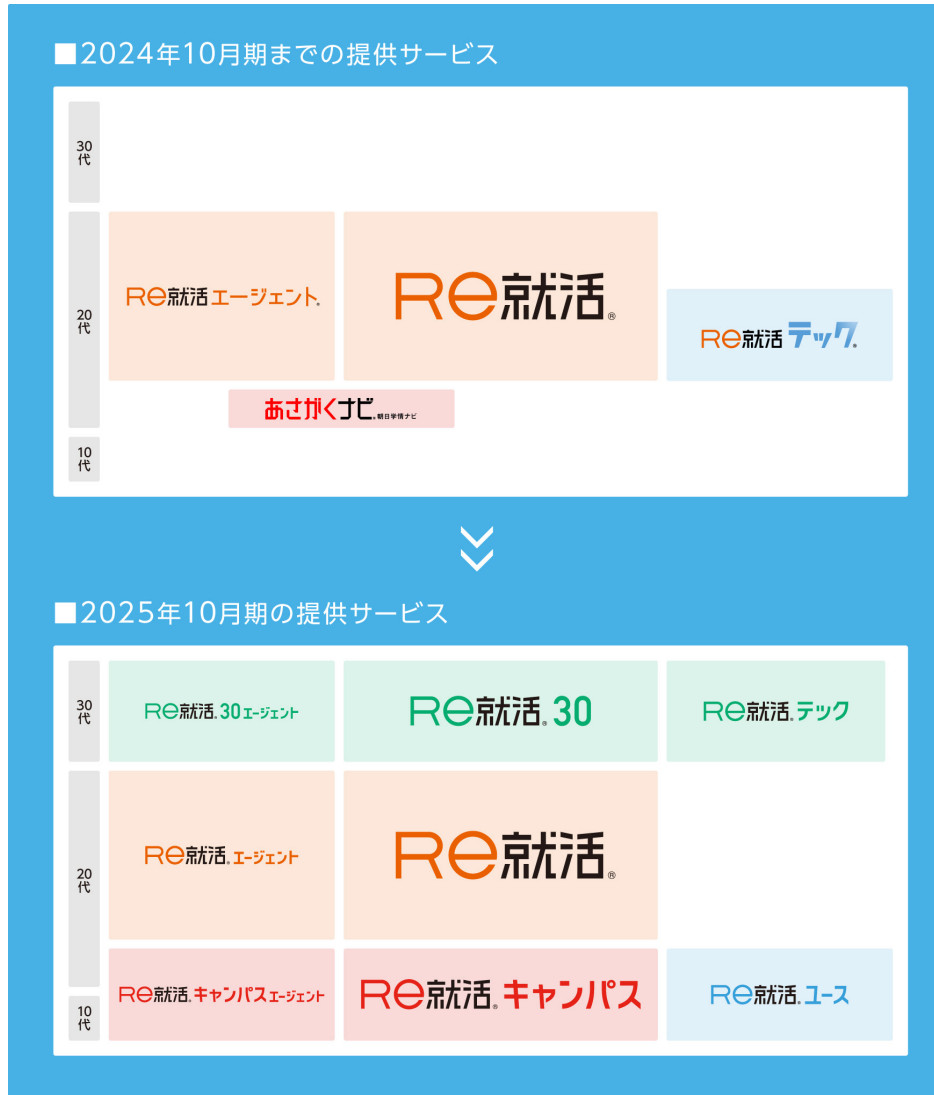 ■2024年10月期までの提供サービス
30代
20代
Re就活エージェント®
Re就活®
Re就活テック®
あさがくナビ®朝日学情ナビ
10代
■2025年10月期の提供サービス
30代
Re就活®30エージェント
Re就活®30
Re就活®テック
20代
Re就活®エージェント
Re就活®
10代
Re就活®キャンパスエージェント
Re就活®キャンパス
Re就活®ユース